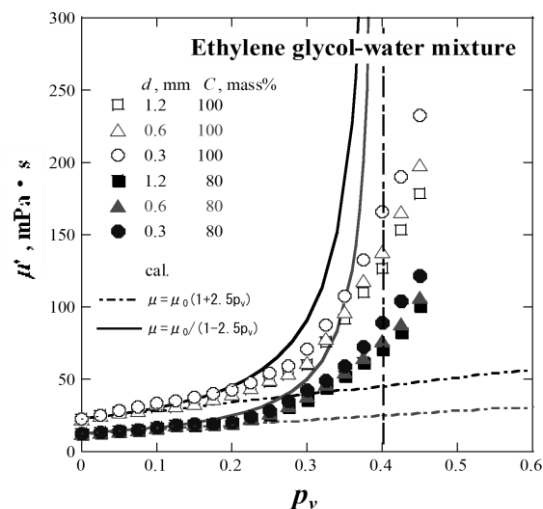 300
Ethylene glycol-water mixture
d, mm C, mass%
1.2 100
250
0.6 100
0.3 100
1.2 80
200
0.6 80
0.3 80
150
cal.
μ=μ₀(1+2.5pᵥ)
100
μ=μ₀/(1-2.5pᵥ)
50
0
0 0.1 0.2 0.3 0.4 0.5 0.6
μ', mPa・s
pᵥ